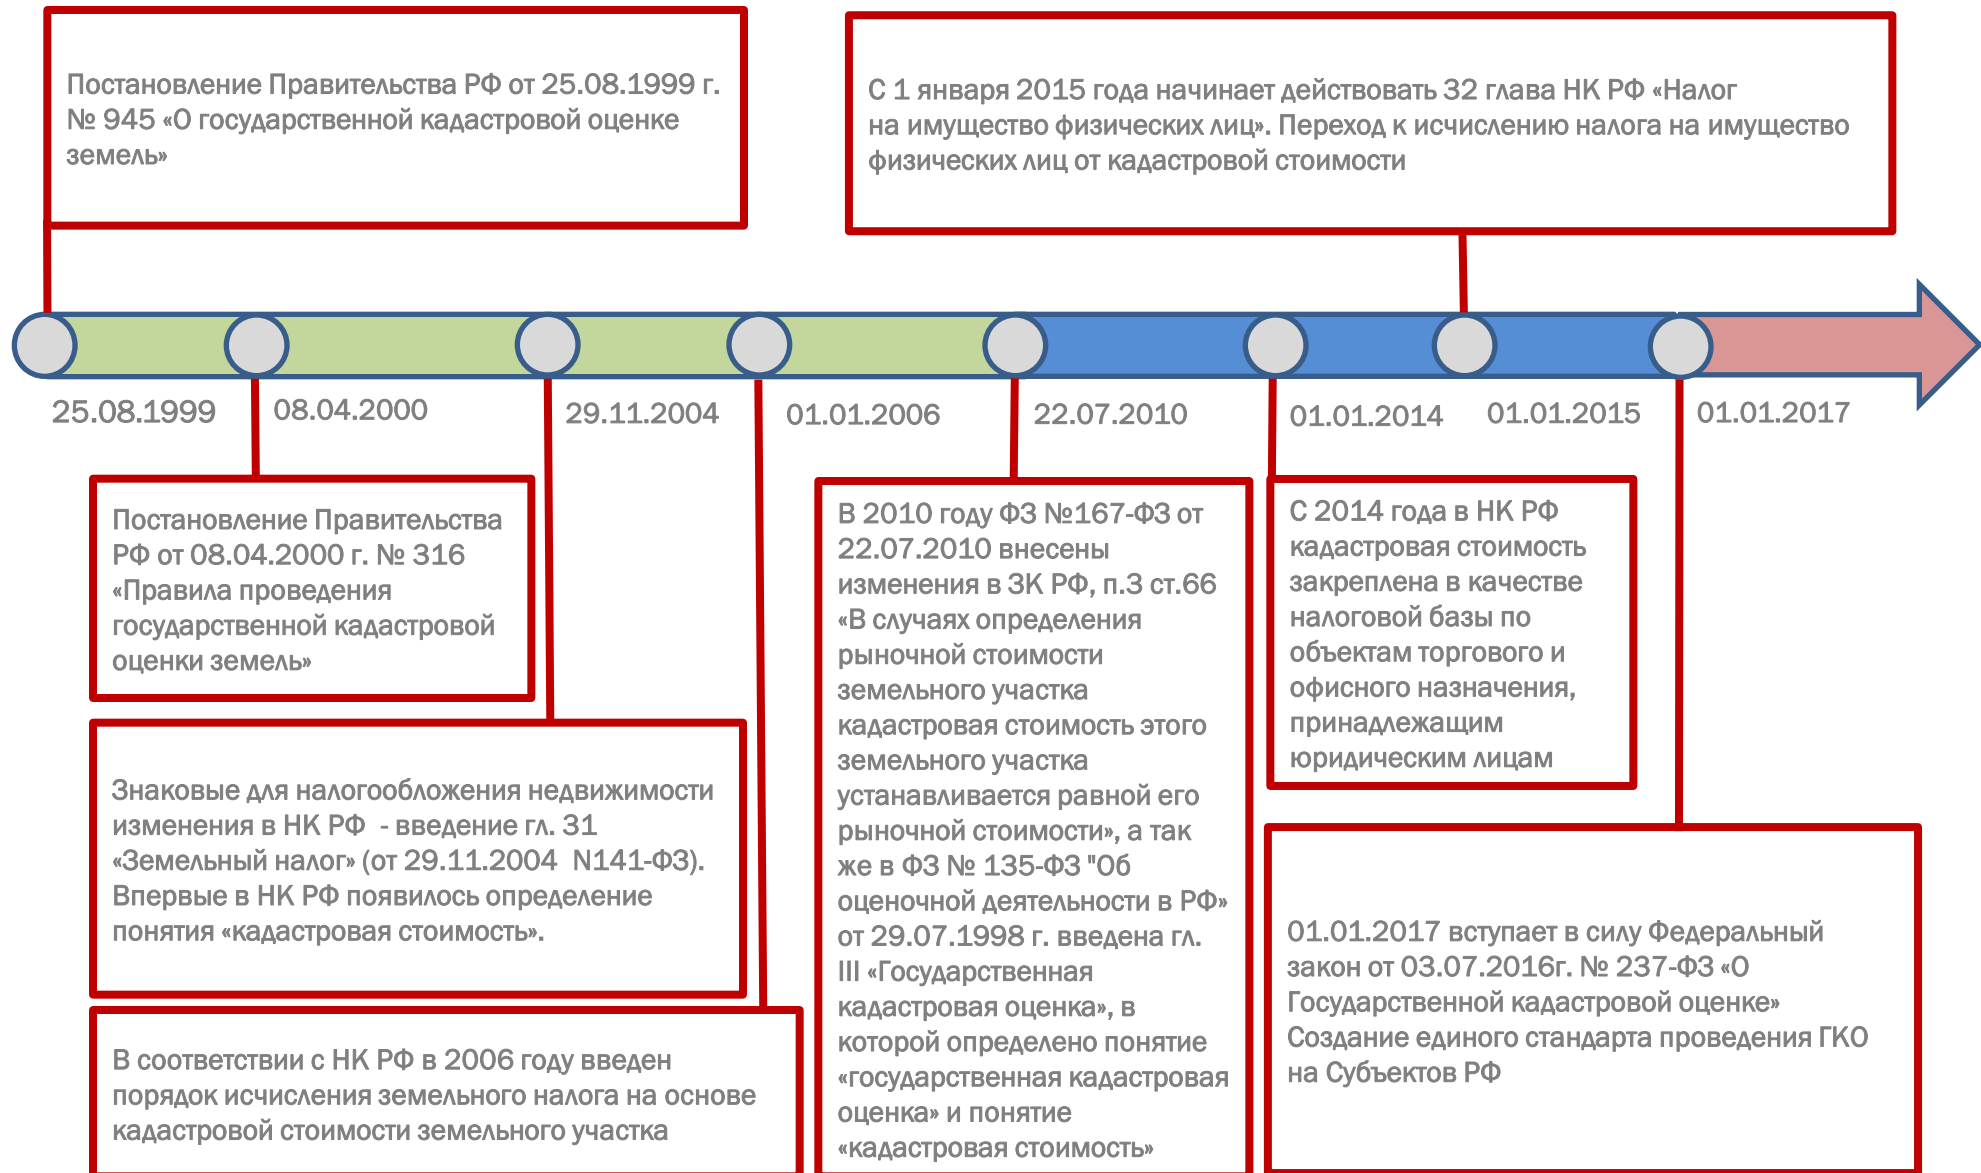 Постановление Правительства РФ от 25.08.1999 г.
№ 945 «О государственной кадастровой оценке
земель»
С 1 января 2015 года начинает действовать 32 глава НК РФ «Налог
на имущество физических лиц». Переход к исчислению налога на имущество
физических лиц от кадастровой стоимости
25.08.1999
08.04.2000
29.11.2004
01.01.2006
22.07.2010
01.01.2014
01.01.2015
01.01.2017
Постановление Правительства
РФ от 08.04.2000 г. № 316
«Правила проведения
государственной кадастровой
оценки земель»
Знаковые для налогообложения недвижимости
изменения в НК РФ  - введение гл. 31
«Земельный налог» (от 29.11.2004  N141-ФЗ).
Впервые в НК РФ появилось определение
понятия «кадастровая стоимость».
В соответствии с НК РФ в 2006 году введен
порядок исчисления земельного налога на основе
кадастровой стоимости земельного участка
В 2010 году ФЗ №167-ФЗ от
22.07.2010 внесены
изменения в ЗК РФ, п.3 ст.66
«В случаях определения
рыночной стоимости
земельного участка
кадастровая стоимость этого
земельного участка
устанавливается равной его
рыночной стоимости», а так
же в ФЗ № 135-ФЗ "Об
оценочной деятельности в РФ»
от 29.07.1998 г. введена гл.
III «Государственная
кадастровая оценка», в
которой определено понятие
«государственная кадастровая
оценка» и понятие
«кадастровая стоимость»
С 2014 года в НК РФ
кадастровая стоимость
закреплена в качестве
налоговой базы по
объектам торгового и
офисного назначения,
принадлежащим
юридическим лицам
01.01.2017 вступает в силу Федеральный
закон от 03.07.2016г. № 237-ФЗ «О
Государственной кадастровой оценке»
Создание единого стандарта проведения ГКО
на Субъектов РФ